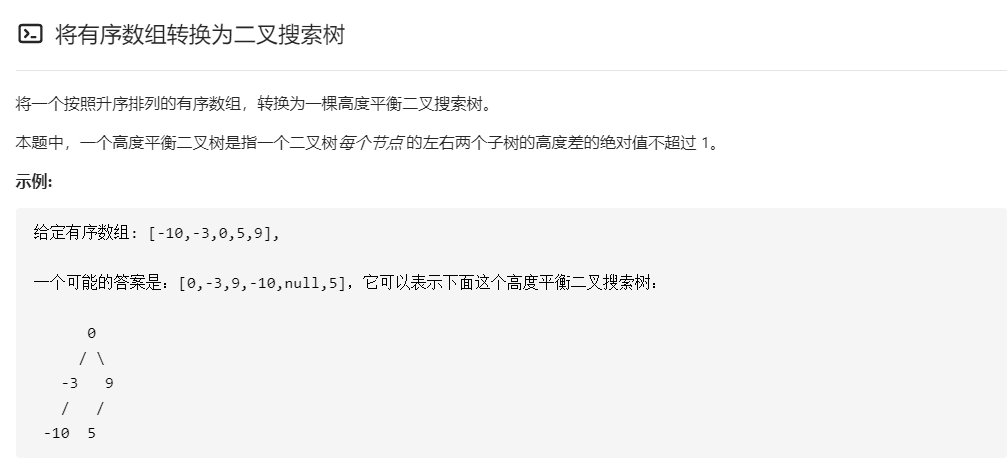 将有序数组转换为二叉搜索树
将一个按照升序排列的有序数组，转换为一棵高度平衡二叉搜索树。
本题中，一个高度平衡二叉树是指一个二叉树每个节点 的左右两个子树的高度差的绝对值不超过 1。
示例:
给定有序数组: [-10,-3,0,5,9],
一个可能的答案是：[0,-3,9,-10,null,5]，它可以表示下面这个高度平衡二叉搜索树：
      0
     / \
   -3   9
   /   /
 -10  5